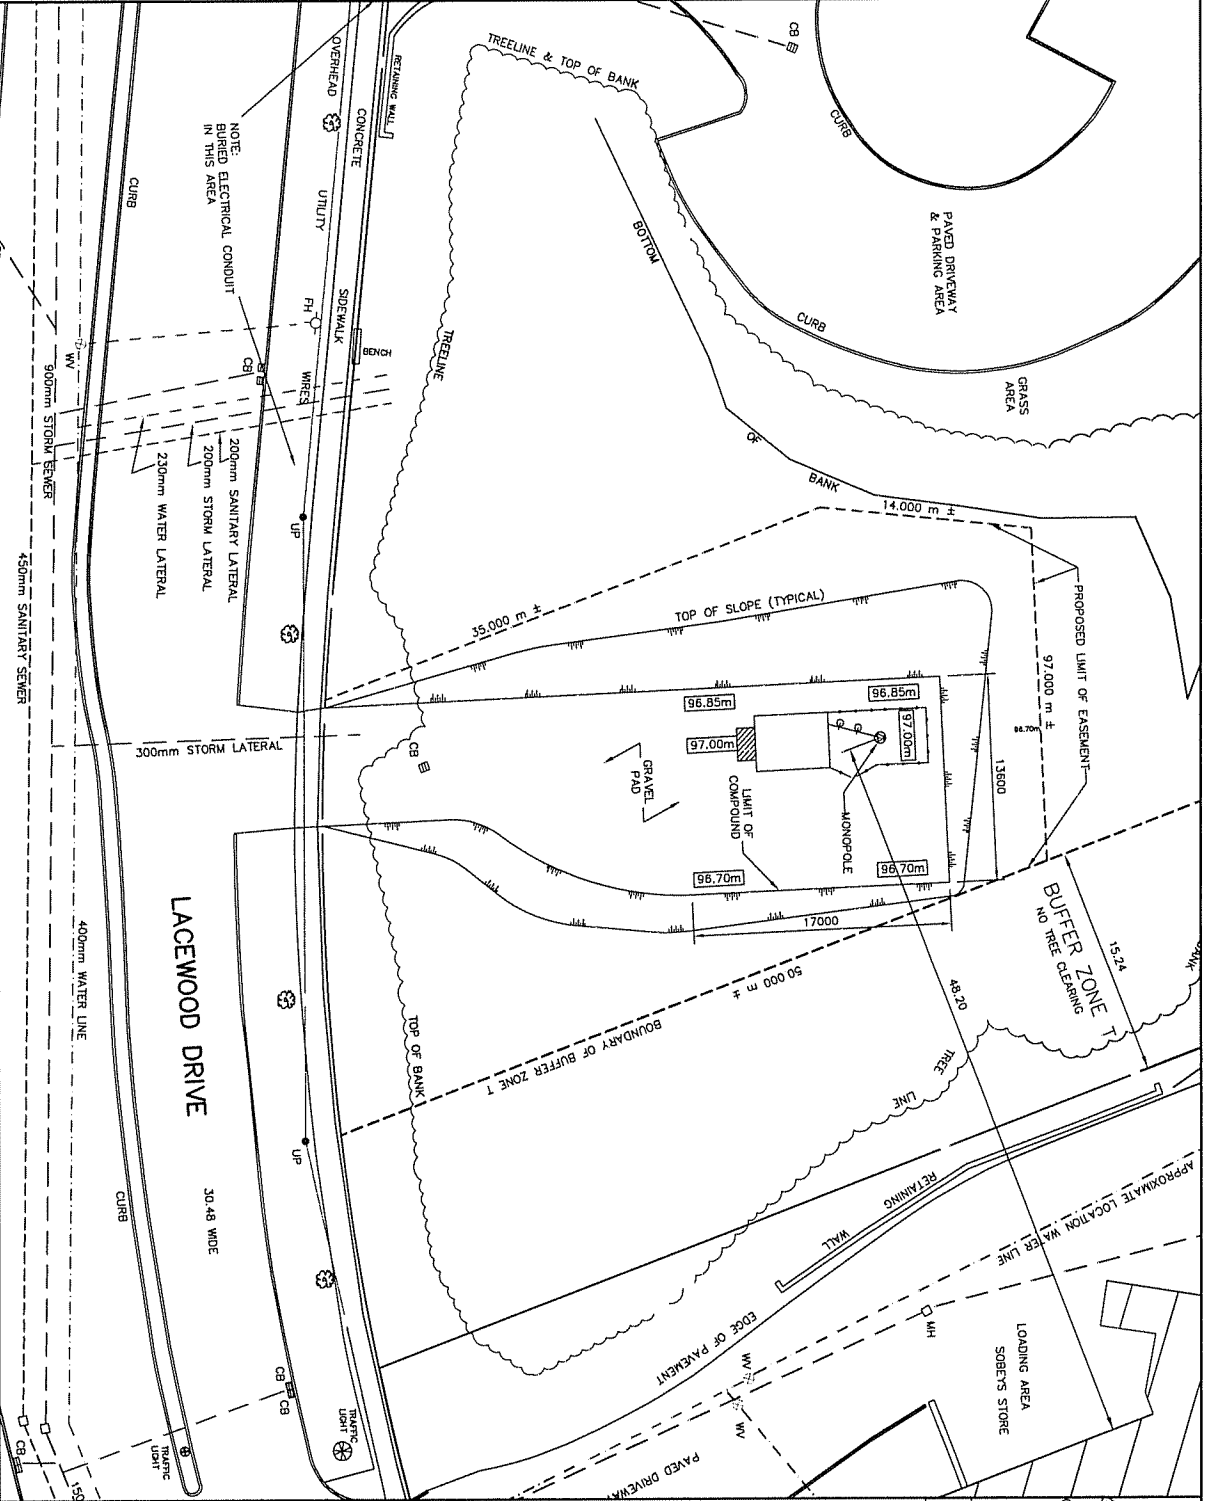 CB
TREELINE & TOP OF BANK
OVERHEAD
RETAINING WALL
CONCRETE
CURB
NOTE:
BURIED ELECTRICAL CONDUIT
IN THIS AREA
CURB
UTILITY
SIDEWALK
BOTTOM
PAVED DRIVEWAY
& PARKING AREA
FH
CURB
BENCH
TREELINE
WV
CB
WIRES
GRASS
AREA
900mm STORM SEWER
OF
BANK
200mm SANITARY LATERAL
200mm STORM LATERAL
230mm WATER LATERAL
14.000 m ±
UP
450mm SANITARY SEWER
35.000 m ±
TOP OF SLOPE (TYPICAL)
PROPOSED LIMIT OF EASEMENT
97.000 m ±
96.70m
96.85m
96.85m
97.00m
97.00m
300mm STORM LATERAL
CB
GRAVEL
PAD
LIMIT OF
COMPOUND
MONOPOLE
13600
96.70m
96.70m
17000
BUFFER ZONE T
NO TREE CLEARING
15.24
BANK
LACEWOOD DRIVE
30.48 WIDE
400mm WATER LINE
50.000 m ±
BOUNDARY OF BUFFER ZONE T
48.20
TOP OF BANK
TREE
LINE
UP
RETAINING
WALL
APPROXIMATE LOCATION WATER LINE
CURB
EDGE OF PAVEMENT
MH
LOADING AREA
SOBEYS STORE
WV
WV
CB
CB
TRAFFIC
LIGHT
TRAFFIC
LIGHT
CB
150
PAVED DRIVEWAY